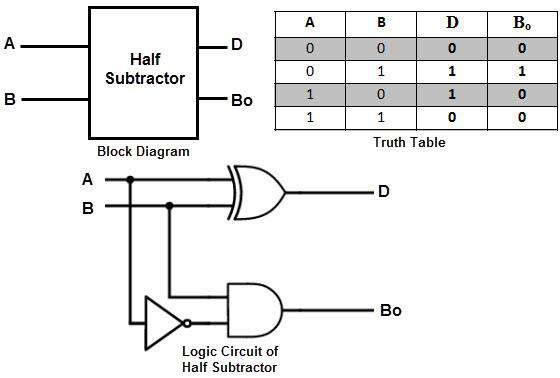 A
B
Half
Subtractor
D
Bo
Block Diagram
A B D Bₒ
0 0 0 0
0 1 1 1
1 0 1 0
1 1 0 0
Truth Table
A
B
D
Bo
Logic Circuit of
Half Subtractor